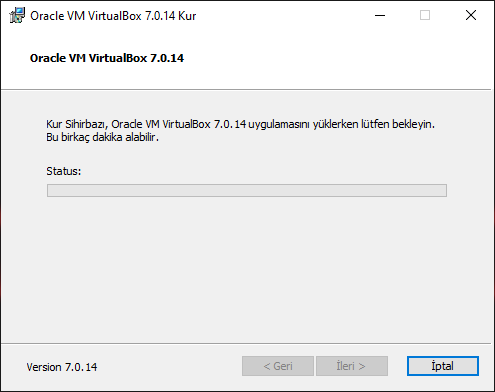 Oracle VM VirtualBox 7.0.14 Kur
Oracle VM VirtualBox 7.0.14
Kur Sihirbazı, Oracle VM VirtualBox 7.0.14 uygulamasını yüklerken lütfen bekleyin.
Bu birkaç dakika alabilir.
Status:
Version 7.0.14
< Geri
İleri >
İptal